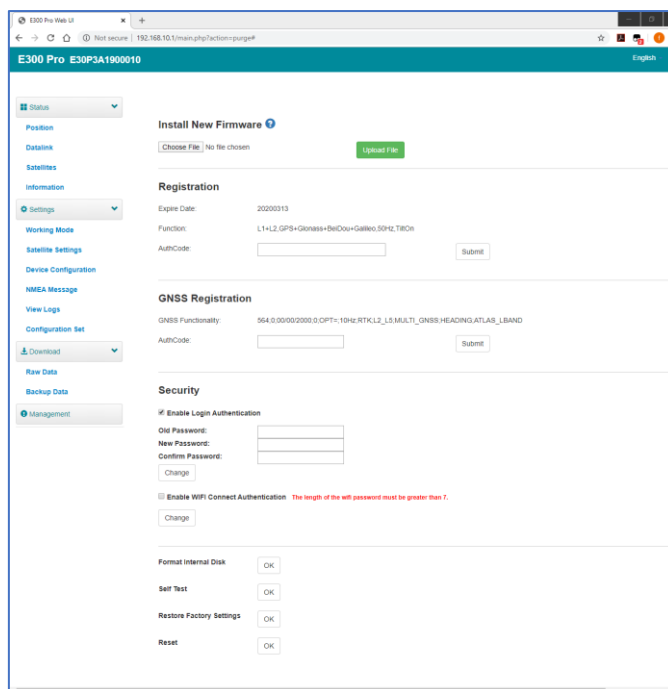 E300 Pro Web UI
Not secure | 192.168.10.1/main.php?action=purge#
E300 Pro E30P3A1900010
English
Status
Position
Datalink
Satellites
Information
Settings
Working Mode
Satellite Settings
Device Configuration
NMEA Message
View Logs
Configuration Set
Download
Raw Data
Backup Data
Management
Install New Firmware ?
Choose File No file chosen Upload File
Registration
Expire Date: 20200313
Function: L1+L2,GPS+Glonass+BeiDou+Galileo,50Hz,TiltOn
AuthCode: Submit
GNSS Registration
GNSS Functionality: 564;0;00/00/2000;0;OPT=;10Hz;RTK;L2_L5;MULTI_GNSS;HEADING;ATLAS_LBAND
AuthCode: Submit
Security
Enable Login Authentication
Old Password:
New Password:
Confirm Password:
Change
Enable WIFI Connect Authentication The length of the wifi password must be greater than 7.
Change
Format Internal Disk OK
Self Test OK
Restore Factory Settings OK
Reset OK